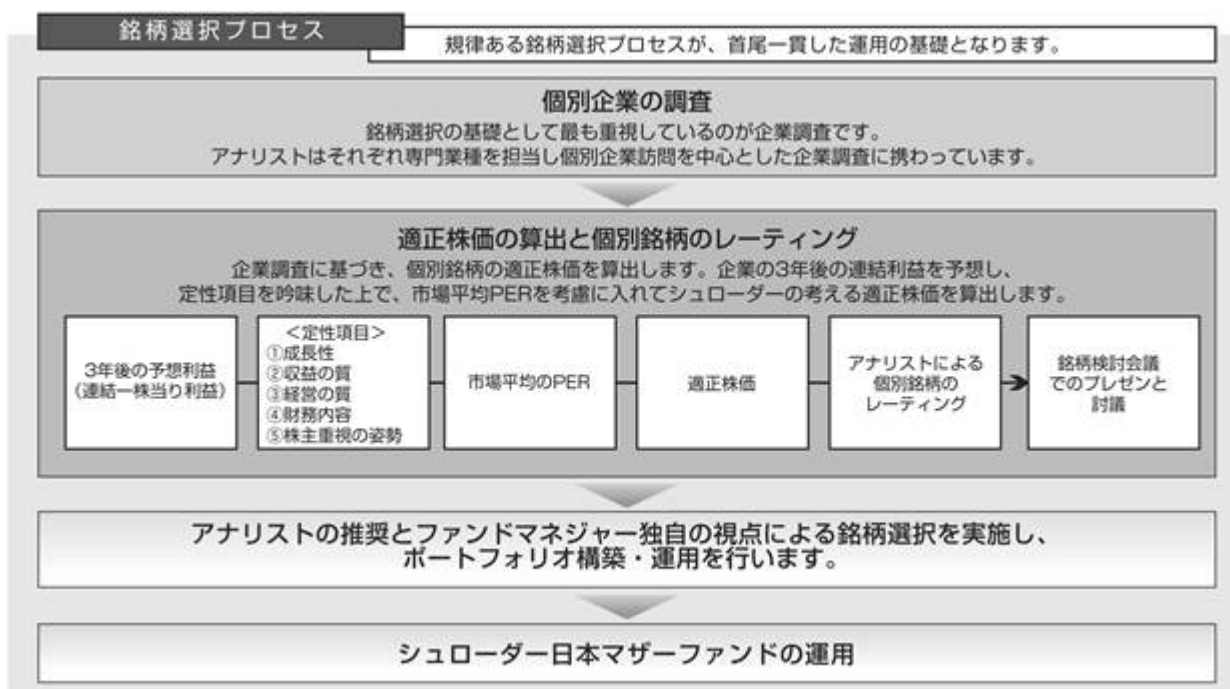 銘柄選択プロセス
規律ある銘柄選択プロセスが、首尾一貫した運用の基礎となります。
個別企業の調査
銘柄選択の基礎として最も重視しているのが企業調査です。
アナリストはそれぞれ専門業種を担当し個別企業訪問を中心とした企業調査に携わっています。
適正株価の算出と個別銘柄のレーティング
企業調査に基づき、個別銘柄の適正株価を算出します。企業の3年後の連結利益を予想し、
定性項目を吟味した上で、市場平均PERを考慮に入れてシュローダーの考える適正株価を算出します。
3年後の予想利益
(連結一株当り利益)
＜定性項目＞
①成長性
②収益の質
③経営の質
④財務内容
⑤株主重視の姿勢
市場平均のPER
適正株価
アナリストによる
個別銘柄の
レーティング
銘柄検討会議
でのプレゼンと
討議
アナリストの推奨とファンドマネジャー独自の視点による銘柄選択を実施し、
ポートフォリオ構築・運用を行います。
シュローダー日本マザーファンドの運用